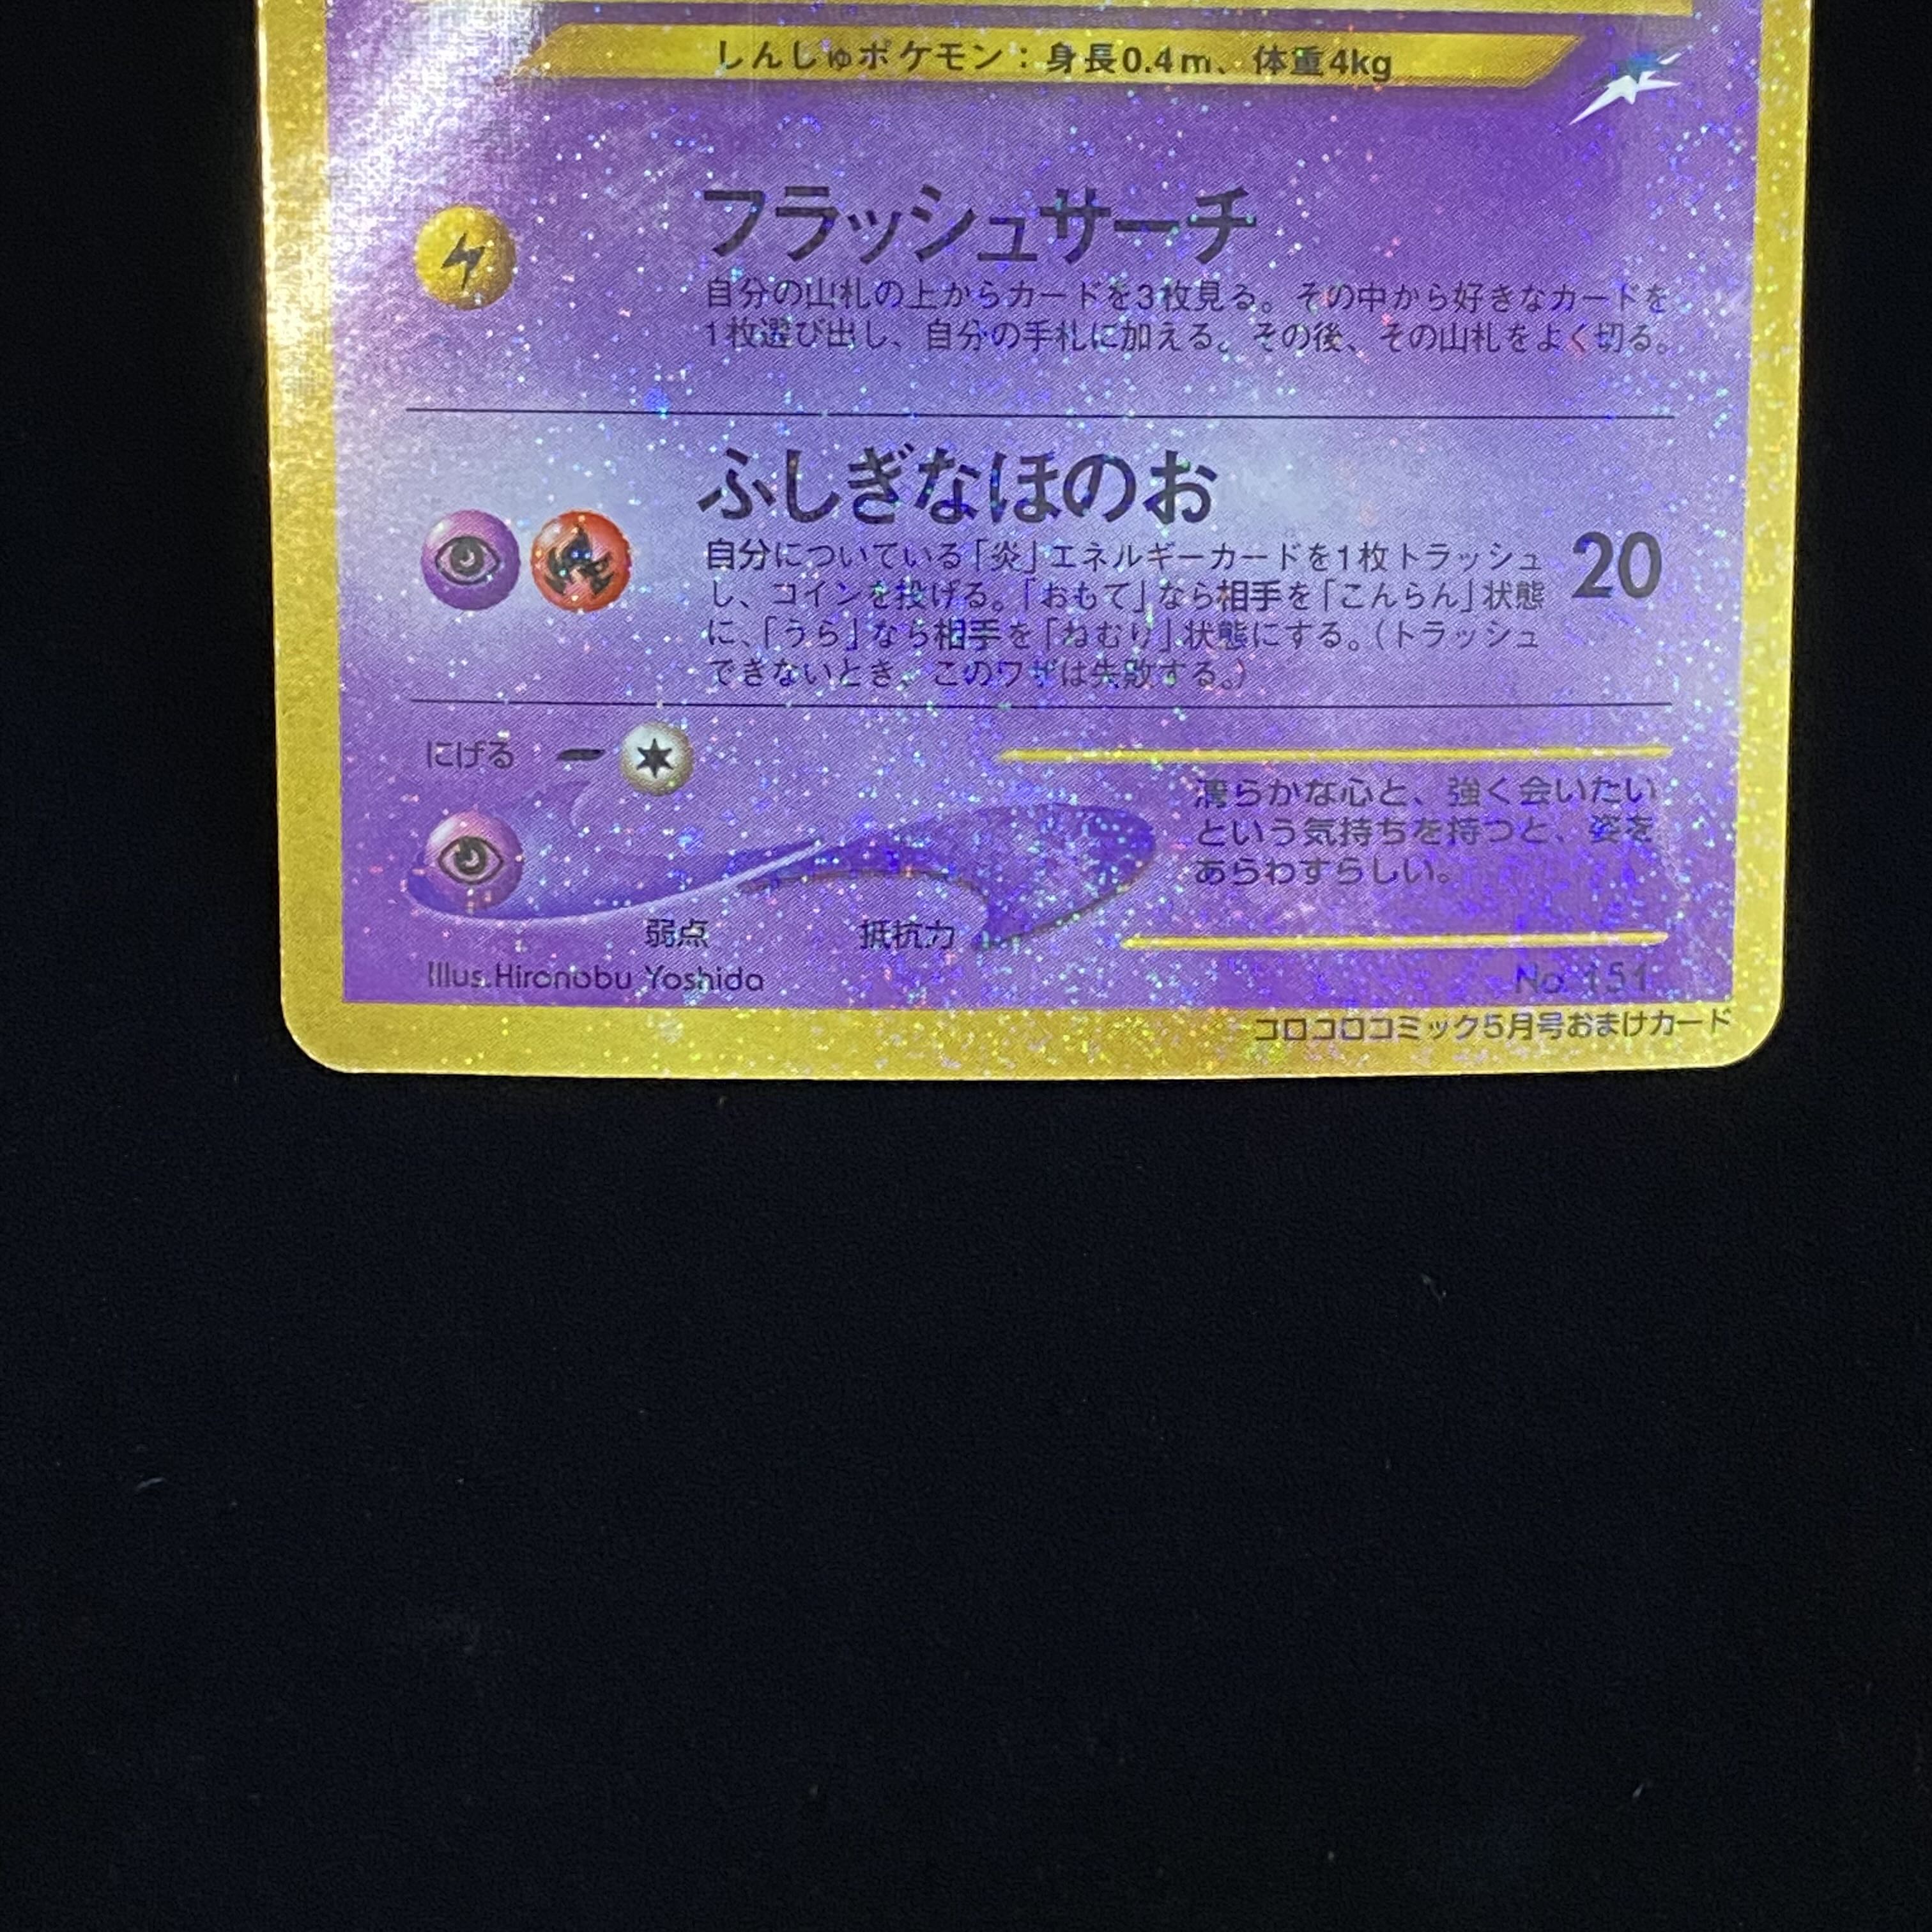 しんしゅポケモン：身長0.4m、体重4kg
フラッシュサーチ
自分の山札の上からカードを3枚見る。その中から好きなカードを
1枚選び出し、自分の手札に加える。その後、その山札をよく切る。
ふしぎなほのお
自分についている「炎」エネルギーカードを1枚トラッシュ
し、コインを投げる。「おもて」なら相手を「こんらん」状態
に、「うら」なら相手を「ねむり」状態にする。（トラッシュ
できないとき、このワザは失敗する。）
20
にげる
清らかな心と、強く会いたい
という気持ちを持つと、姿を
あらわすらしい。
弱点
抵抗力
Illus.Hironobu Yoshida
No.151
コロコロコミック5月号おまけカード